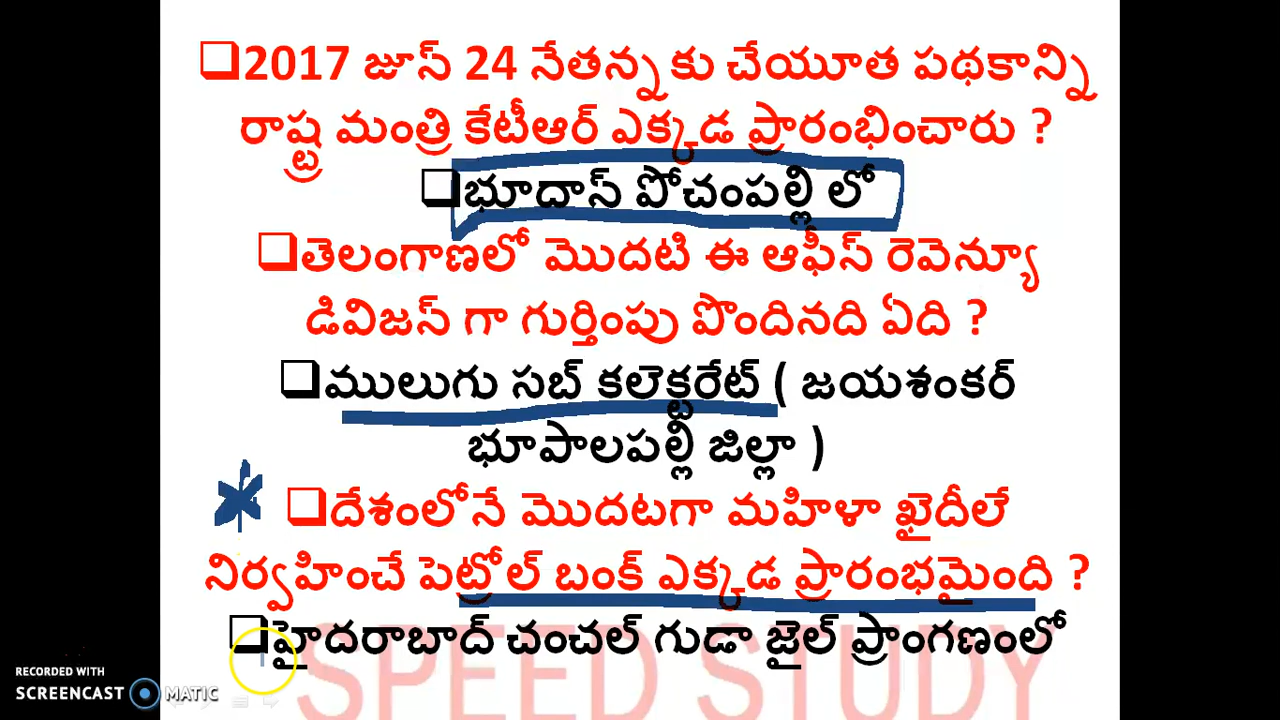 2017 జూన్ 24 నేతన్న కు చేయూత పథకాన్ని
రాష్ట్ర మంత్రి కేటీఆర్ ఎక్కడ ప్రారంభించారు ?
భూదాస్ పోచంపల్లి లో
తెలంగాణలో మొదటి ఈ ఆఫీస్ రెవెన్యూ
డివిజన్ గా గుర్తింపు పొందినది ఏది ?
ములుగు సబ్ కలెక్టరేట్ ( జయశంకర్
భూపాలపల్లి జిల్లా )
దేశంలోనే మొదటగా మహిళా ఖైదీలే
నిర్వహించే పెట్రోల్ బంక్ ఎక్కడ ప్రారంభమైంది ?
హైదరాబాద్ చంచల్ గుడా జైల్ ప్రాంగణంలో
SPEED STUDY
RECORDED WITH
SCREENCAST MATIC